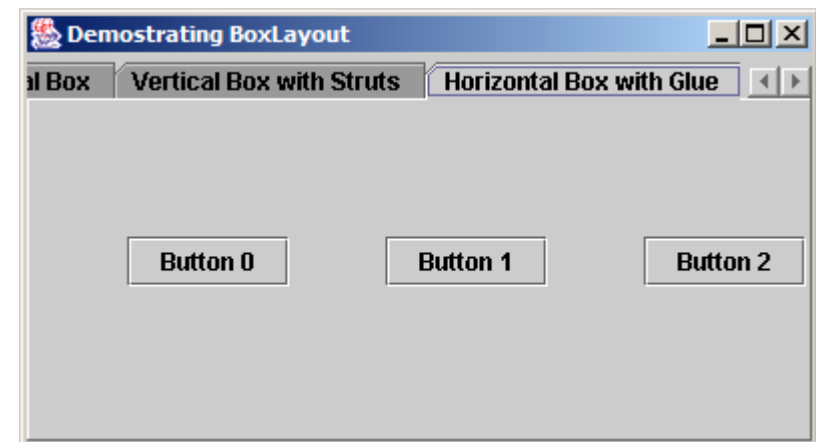 Demostrating BoxLayout
al Box Vertical Box with Struts Horizontal Box with Glue
Button 0 Button 1 Button 2